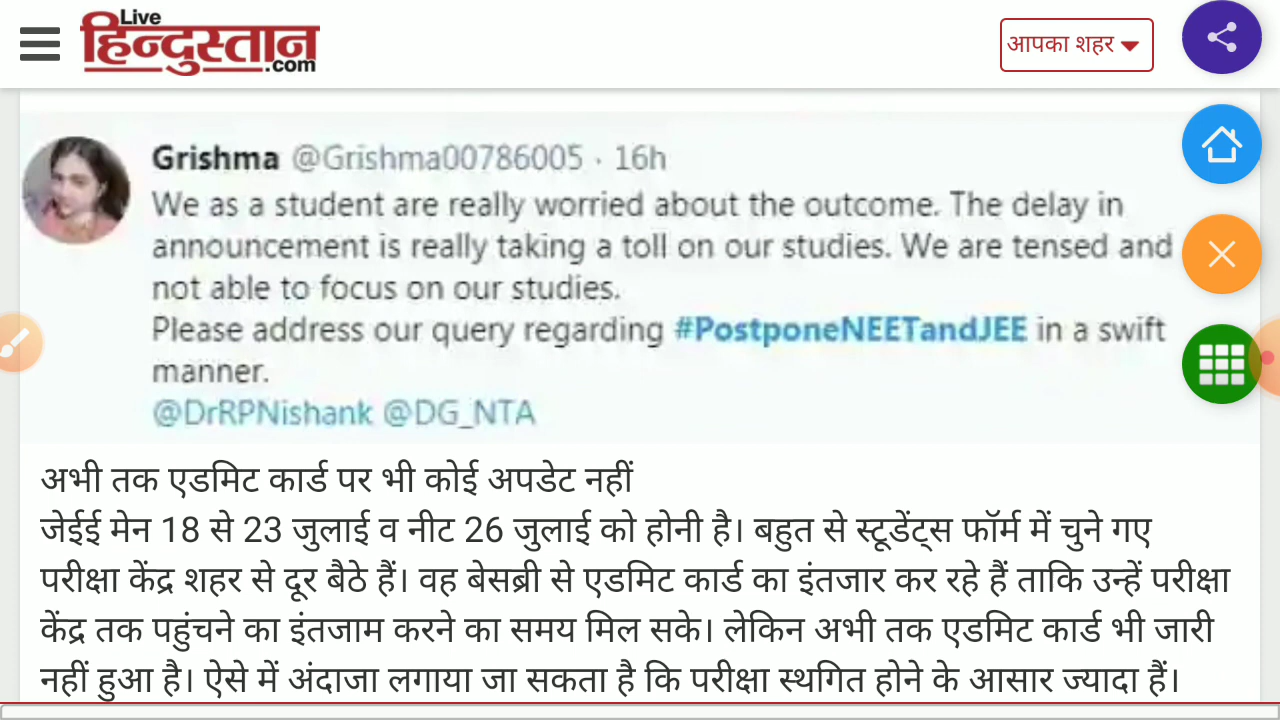 Live
हिन्दुस्तान
.com
आपका शहर
Grishma @Grishma00786005 · 16h
We as a student are really worried about the outcome. The delay in
announcement is really taking a toll on our studies. We are tensed and
not able to focus on our studies.
Please address our query regarding #PostponeNEETandJEE in a swift
manner.
@DrRPNishank @DG_NTA
अभी तक एडमिट कार्ड पर भी कोई अपडेट नहीं
जेईई मेन 18 से 23 जुलाई व नीट 26 जुलाई को होनी है। बहुत से स्टूडेंट्स फॉर्म में चुने गए
परीक्षा केंद्र शहर से दूर बैठे हैं। वह बेसब्री से एडमिट कार्ड का इंतजार कर रहे हैं ताकि उन्हें परीक्षा
केंद्र तक पहुंचने का इंतजाम करने का समय मिल सके। लेकिन अभी तक एडमिट कार्ड भी जारी
नहीं हुआ है। ऐसे में अंदाजा लगाया जा सकता है कि परीक्षा स्थगित होने के आसार ज्यादा हैं।